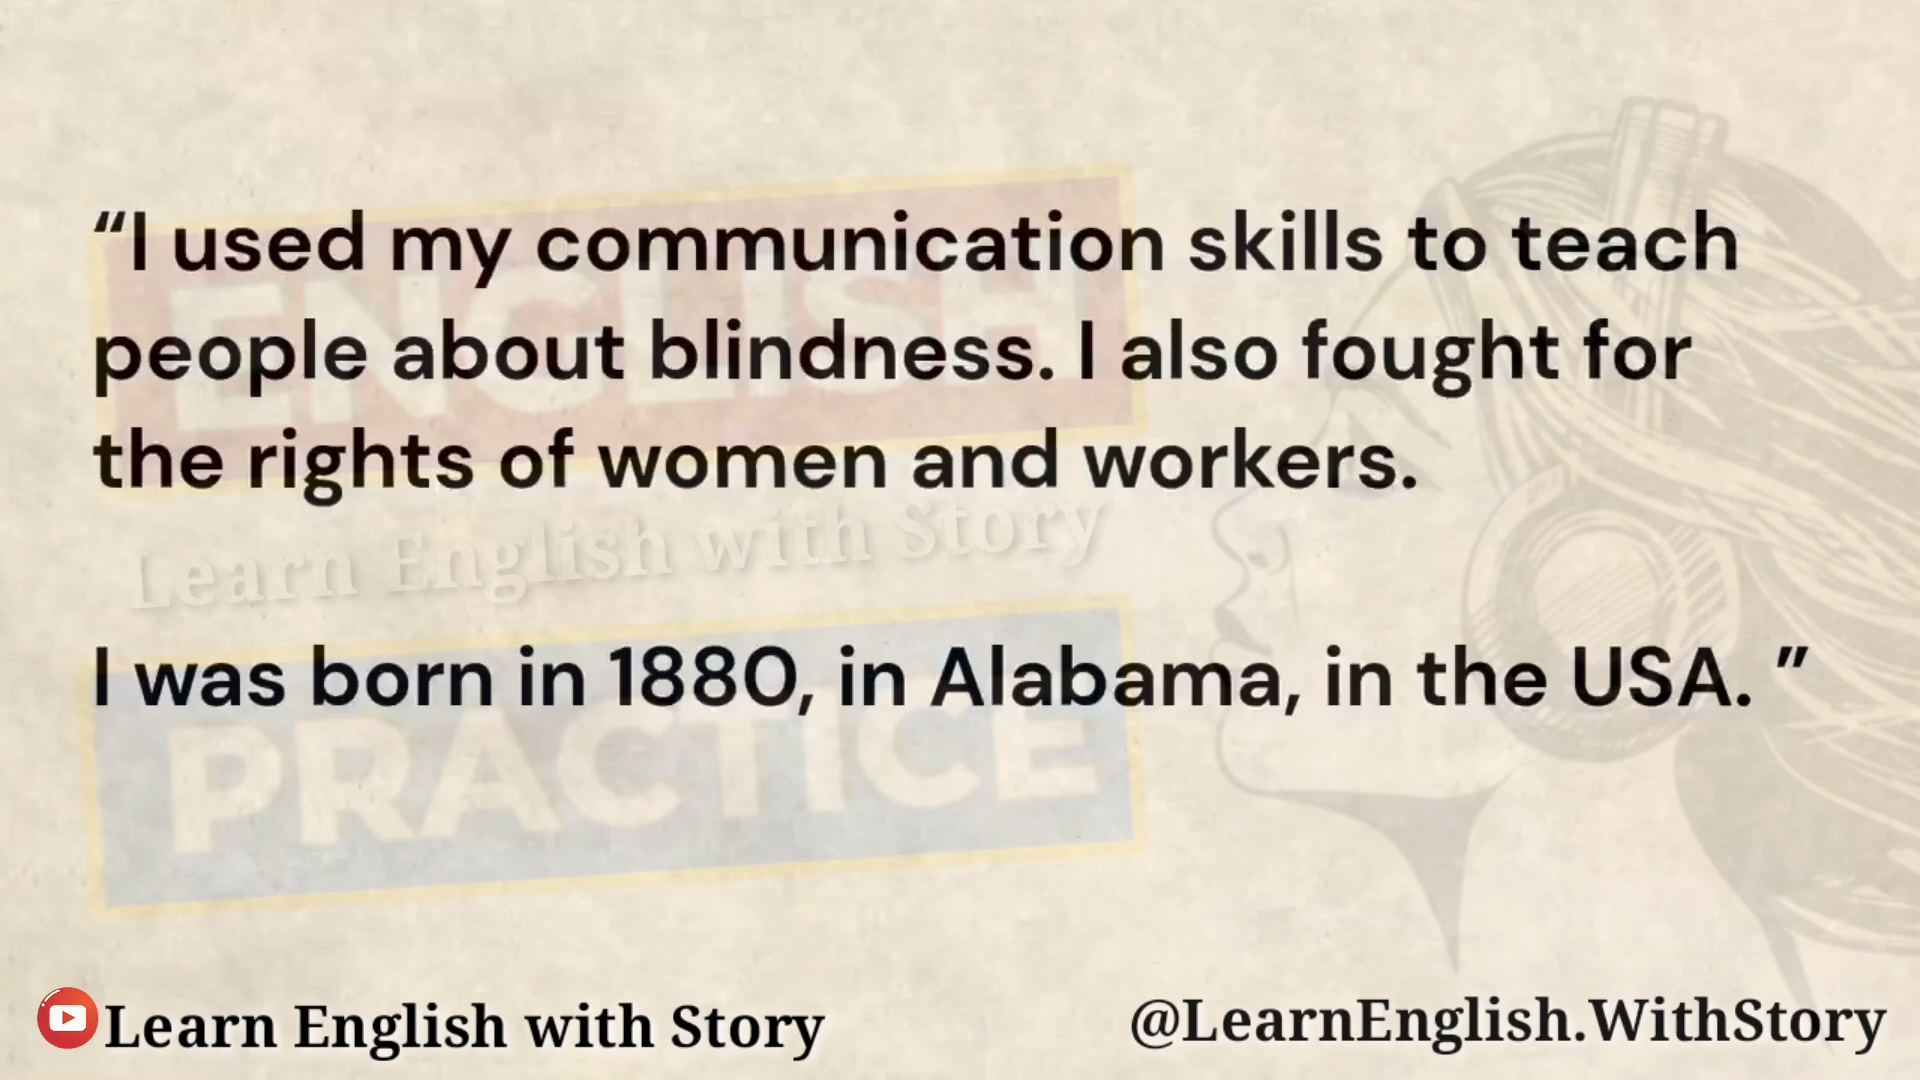 “I used my communication skills to teach
people about blindness. I also fought for
the rights of women and workers.
I was born in 1880, in Alabama, in the USA. ”
ENGLISH
Learn English with Story
PRACTICE
Learn English with Story
@LearnEnglish.WithStory